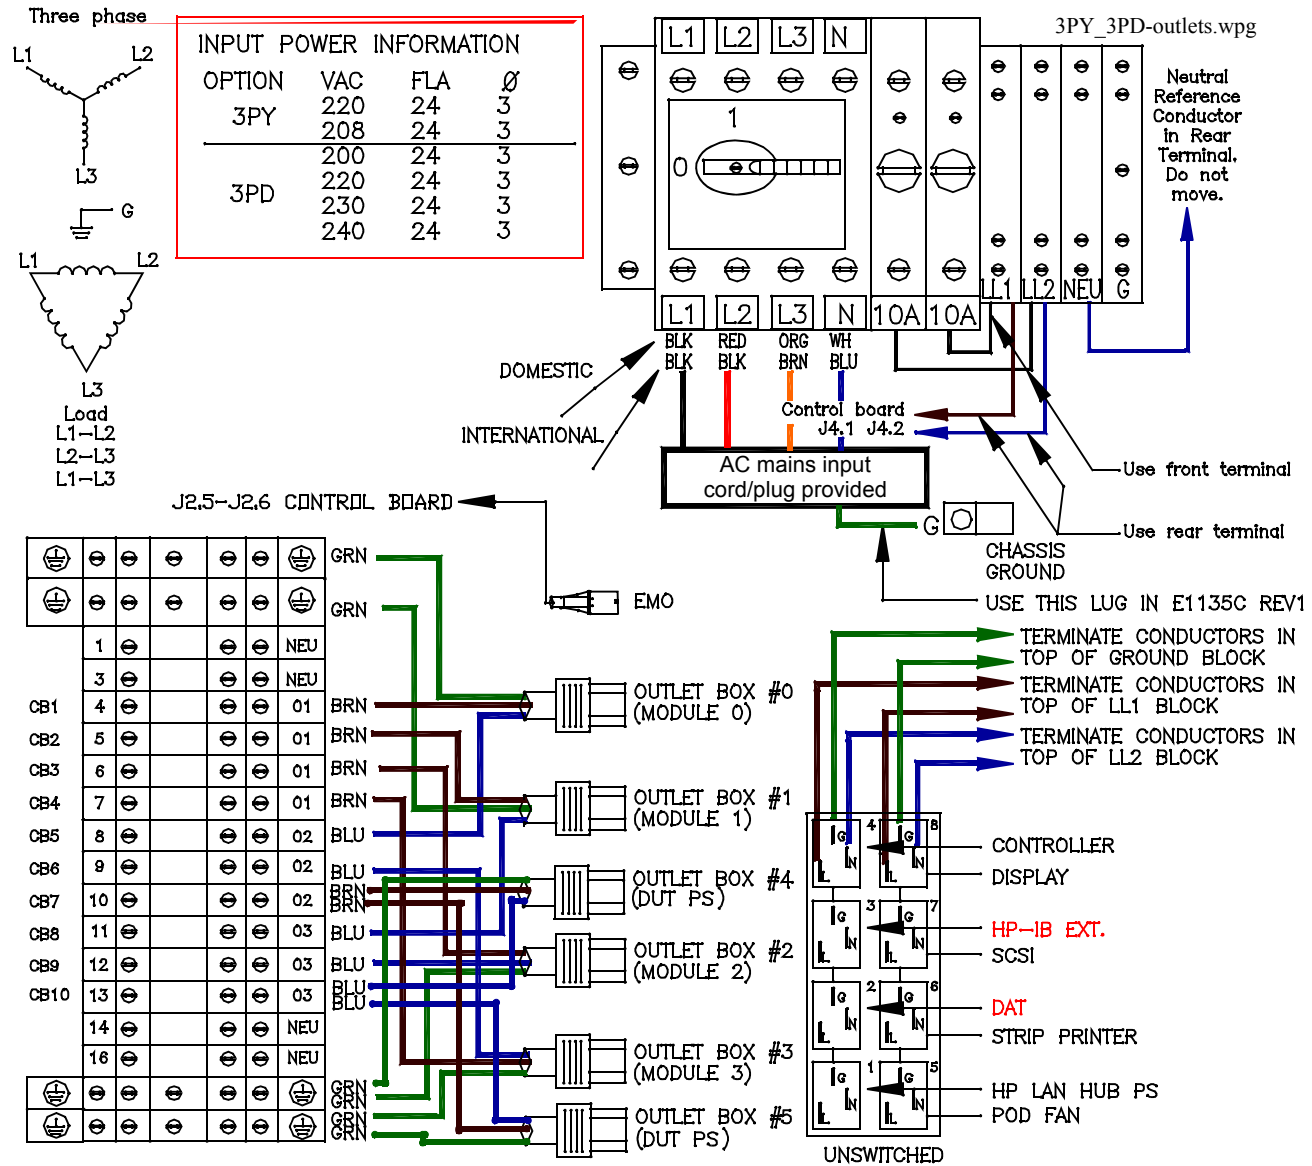 Three phase
L1
L2
L3
G
L1
L2
L3
Load
L1-L2
L2-L3
L1-L3
INPUT POWER INFORMATION
OPTION VAC FLA Ø
3PY
220 24 3
208 24 3
3PD
200 24 3
220 24 3
230 24 3
240 24 3
3PY_3PD-outlets.wpg
L1 L2 L3 N
1
0
Neutral
Reference
Conductor
in Rear
Terminal.
Do not
move.
LL1 LL2 NEU G
L1 L2 L3 N 10A 10A
BLK RED ORG WH
BLK BLK BRN BLU
DOMESTIC
INTERNATIONAL
Control board
J4.1 J4.2
AC mains input
cord/plug provided
Use front terminal
Use rear terminal
G
CHASSIS
GROUND
USE THIS LUG IN E1135C REV1
J2.5-J2.6 CONTROL BOARD
EMO
GRN
GRN
1 NEU
3 NEU
CB1 4 01 BRN
CB2 5 01 BRN
CB3 6 01 BRN
CB4 7 01 BRN
CB5 8 02 BLU
CB6 9 02 BLU
BRN
CB7 10 02 BRN
CB8 11 03 BLU
CB9 12 03 BLU
BLU
CB10 13 03 BLU
14 NEU
16 NEU
GRN
GRN
GRN
GRN
OUTLET BOX #0
(MODULE 0)
OUTLET BOX #1
(MODULE 1)
OUTLET BOX #4
(DUT PS)
OUTLET BOX #2
(MODULE 2)
OUTLET BOX #3
(MODULE 3)
OUTLET BOX #5
(DUT PS)
TERMINATE CONDUCTORS IN
TOP OF GROUND BLOCK
TERMINATE CONDUCTORS IN
TOP OF LL1 BLOCK
TERMINATE CONDUCTORS IN
TOP OF LL2 BLOCK
4 8
G G
N N
L L
CONTROLLER
DISPLAY
3 7
G G
N N
L L
HP-IB EXT.
SCSI
2 6
G G
N N
L L
DAT
STRIP PRINTER
1 5
G G
N N
L L
HP LAN HUB PS
POD FAN
UNSWITCHED